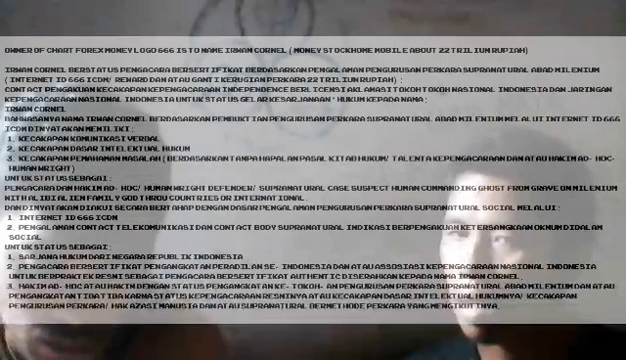 OWNER OF CHART FOREX MONEY LOGO 666 IS TO NAME IRWAN CORNEL ( MONEY STOCKHOME MOBILE ABOUT 22 TRILIUM RUPIAH)
IRWAN CORNEL BERSTATUS PENGACARA BERSERTIFIKAT BERDASARKAN PENGALAMAN PENGURUSAN PERKARA SUPRANATURAL ABAD MILENIUM
( INTERNET ID 666 ICDM/ RENARD DAN ATAU GANTI KERUGIAN PERKARA 22 TRILIUN RUPIAH) ;
CONTACT PENGAKUAN KECAKAPAN KEPENGACARAAN INDEPENDENCE BERLICENSI AKLAMASI TOKOH TOKOH NASIONAL INDONESIA DAN JARINGAN
KEPENGACARAAN NASIONAL INDONESIA UNTUK STATUS GELAR KESARJANAAN " HUKUM KEPADA NAMA ;
IRWAN CORNEL
BAHWASANYA NAMA IRWAN CORNEL BERDASARKAN PEMBUKTIAN PENGURUSAN PERKARA SUPRANATURAL ABAD MILENIUM MELALUI INTERNET ID 666
ICDM DINYATAKAN MEMILIKI ;
1. KECAKAPAN KOMUNIKASI VERBAL
2. KECAKAPAN DASAR INTELEKTUAL HUKUM
3. KECAKAPAN PEMAHAMAN MASALAH ( BERDASARKAN TANPA HAPALAN PASAL KITAB HUKUM/ TALENTA KEPENGACARAAN DAN ATAU HAKIM AD- HOC-
HUMAN WRIGHT)
UNTUK STATUS SEBAGAI ;
PENGACARA DAN HAKIM AD- HOC/ HUMAN WRIGHT DEFENDER/ SUPRANATURAL CASE SUSPECT HUMAN COMMANDING GHOST FROM GRAVE ON MILENIUM
WITH ALIBI ALIEN FAMILY GOD THROU COUNTRIES OR INTERNATIONAL
DAN DINYATAKAN DIAKUI SECARA BERTAHAP DENGAN DASAR PENGALAMAN PENGURUSAN PERKARA SUPRANATURAL SOCIAL MELALUI ;
1. INTERNET ID 666 ICDM
2. PENGALAMAN CONTACT TELEKOMUNIKASI DAN CONTACT BODY SUPRANATURAL INDIKASI BERPENGAKUAN KETERSANGKAAN OKNUM DIDALAM
SOCIAL
UNTUK STATUS SEBAGAI ;
1. SARJANA HUKUM DARI NEGARA REPUBLIK INDONESIA
2. PENGACARA BERSERTIFIKAT PENGANGKATAN PERADILAN SE- INDONESIA DAN ATAU ASSOSIASI KEPENGACARAAN NASIONAL INDONESIA
UNTUK BERPRAKTEK RESMI SEBAGAI PENGACARA BERSERTIFIKAT AUTHENTIC DISERAHKAN KEPADA NAMA IRWAN CORNEL
3. HAKIM AD- HOC ATAU HAKIM DENGAN STATUS PENGANGKATAN KE- TOKOH- AN PENGURUSAN PERKARA SUPRANATURAL ABAD MILENIUM DAN ATAU
PENGANGKATAN TIBA TIBA KARNA STATUS KEPENGACARAAN RESMINYA ATAU KECAKAPAN DASAR INTELEKTUAL HUKUMNYA/ KECAKAPAN
PENGURUSAN PERKARA/ HAK AZASI MANUSIA DAN ATAU SUPRANATURAL BERMETHODE PERKARA YANG MENGIKUTINYA.